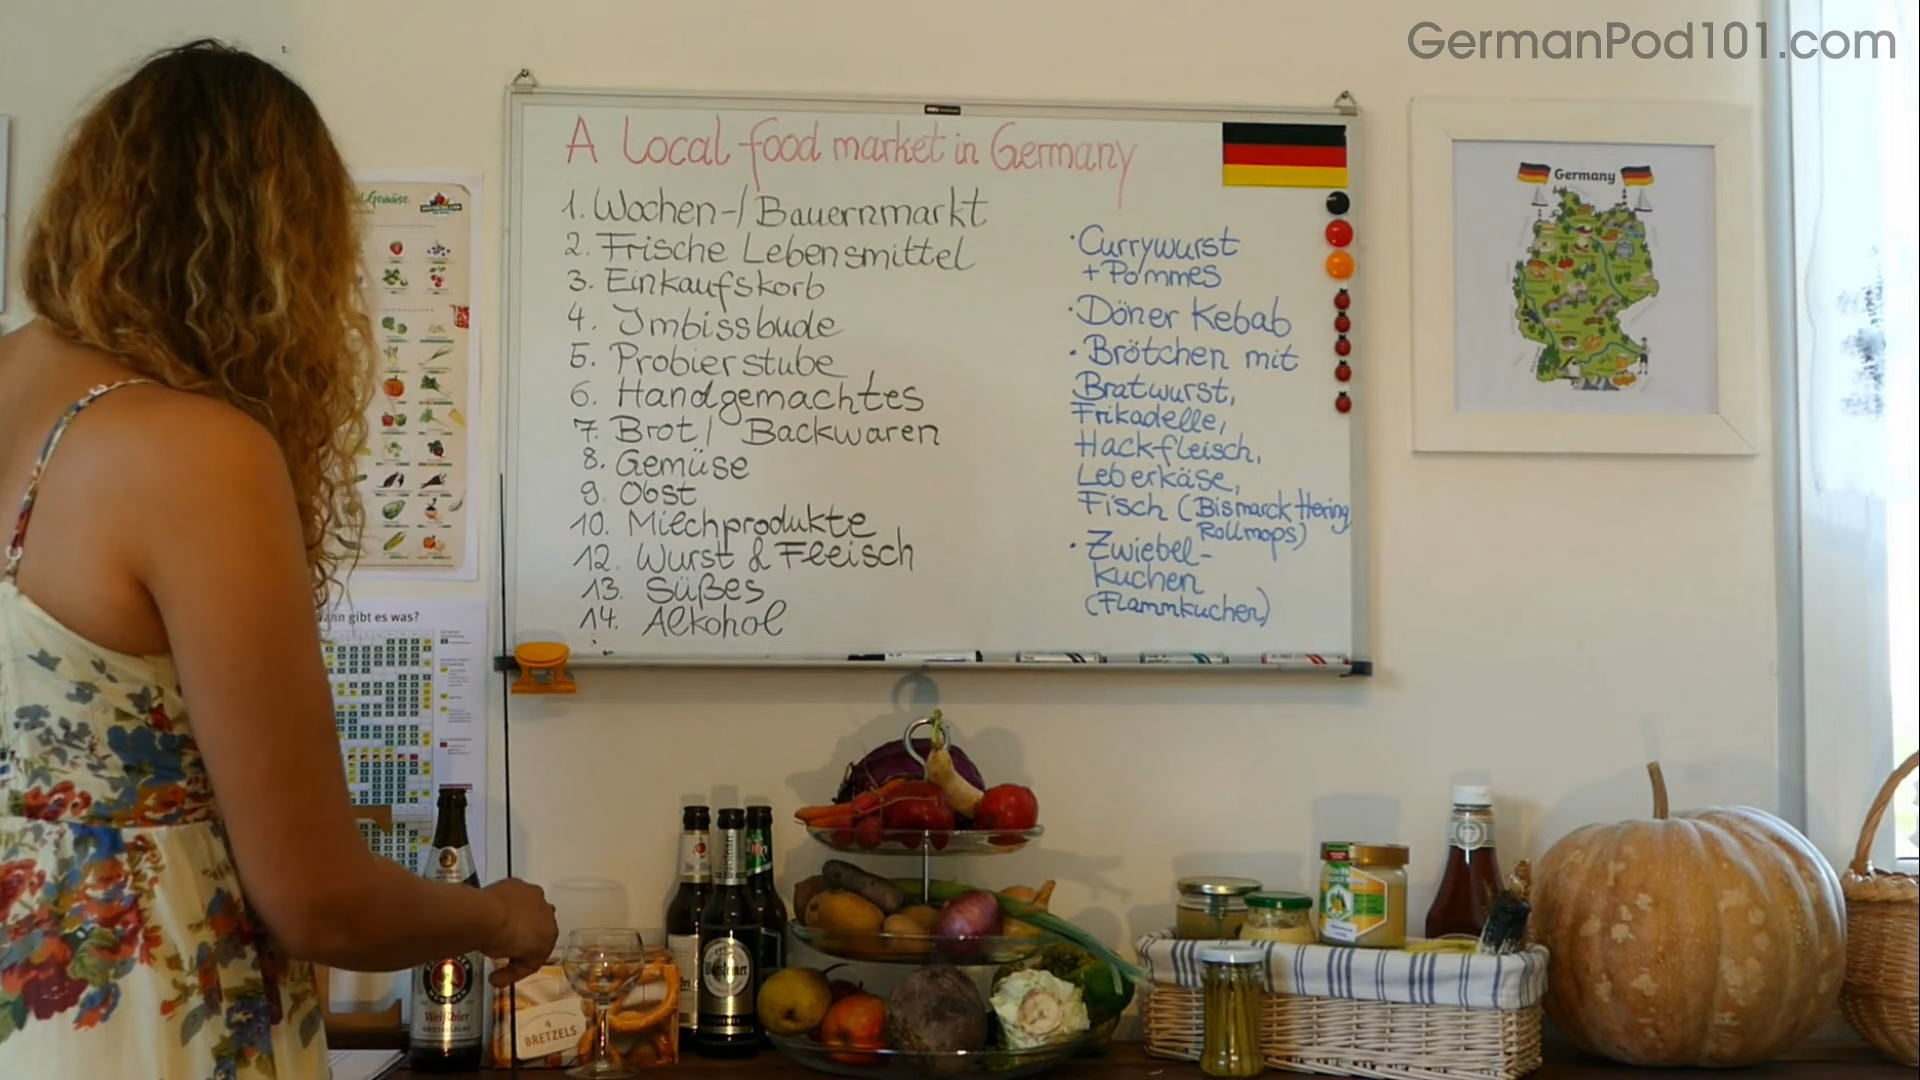 GermanPod101.com
A Local food market in Germany
1. Wochen-/Bauernmarkt
2. Frische Lebensmittel
3. Einkaufskorb
4. Imbissbude
5. Probierstube
6. Handgemachtes
7. Brot/ Backwaren
8. Gemüse
9. Obst
10. Milchprodukte
12. Wurst & Fleisch
13. Süßes
14. Alkohol
·Currywurst
+Pommes
·Döner Kebab
·Brötchen mit
Bratwurst,
Frikadelle,
Hackfleisch,
Leberkäse,
Fisch (Bismarck Hering
Rollmops)
·Zwiebel-
kuchen
(Flammkuchen)
Germany
Gemüse
gibt es was?
Weißbier
4
BRETZELS